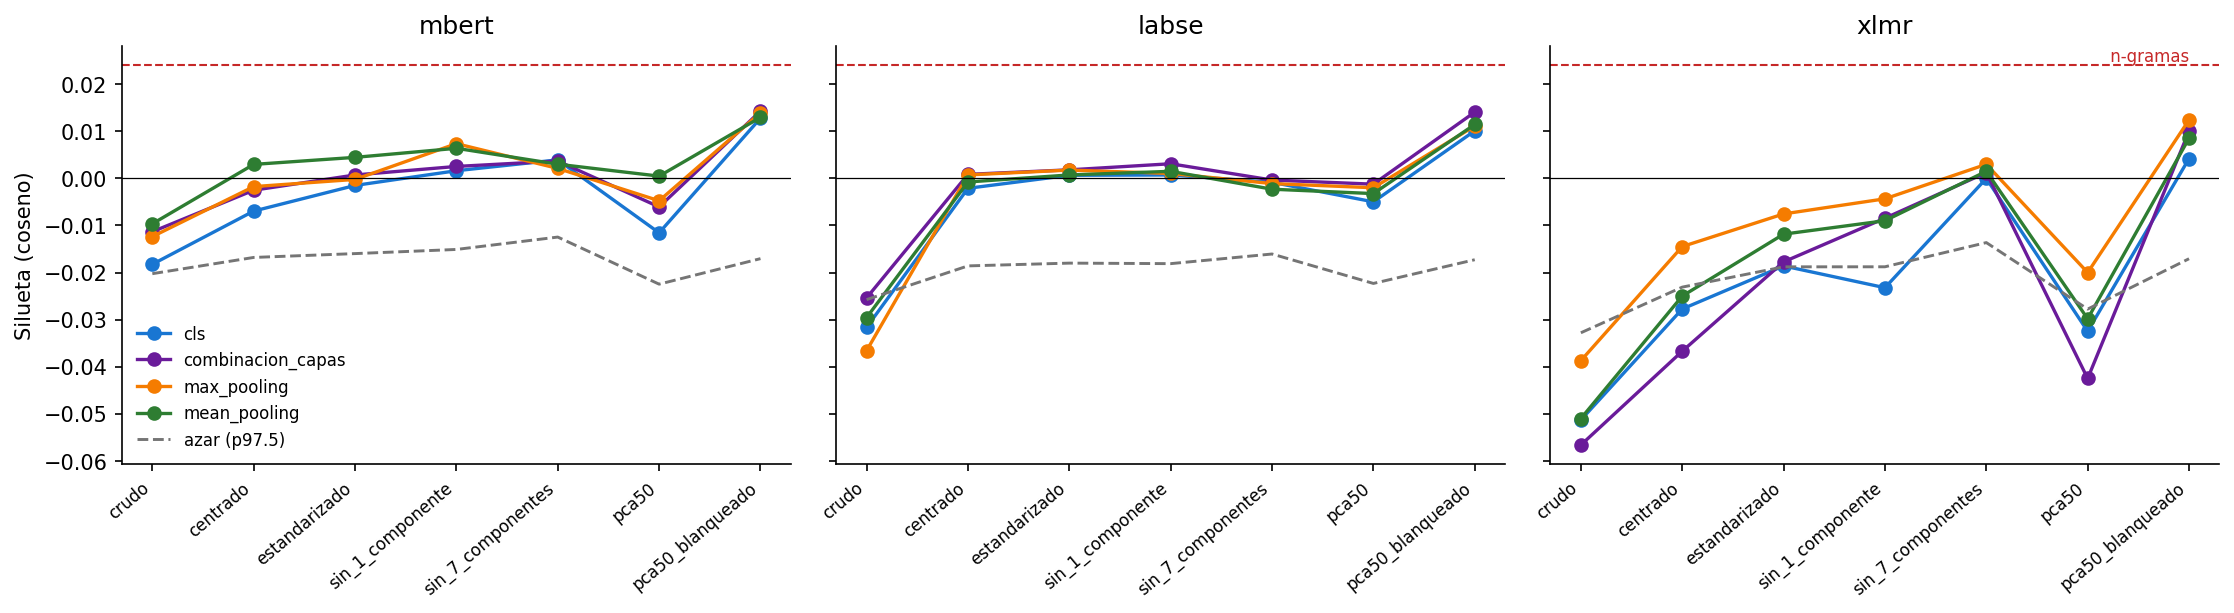 mbert
labse
xlmr
Silueta (coseno)
0.02
0.01
0.00
−0.01
−0.02
−0.03
−0.04
−0.05
−0.06
cls
combinacion_capas
max_pooling
mean_pooling
azar (p97.5)
n-gramas
crudo
centrado
estandarizado
sin_1_componente
sin_7_componentes
pca50
pca50_blanqueado
crudo
centrado
estandarizado
sin_1_componente
sin_7_componentes
pca50
pca50_blanqueado
crudo
centrado
estandarizado
sin_1_componente
sin_7_componentes
pca50
pca50_blanqueado